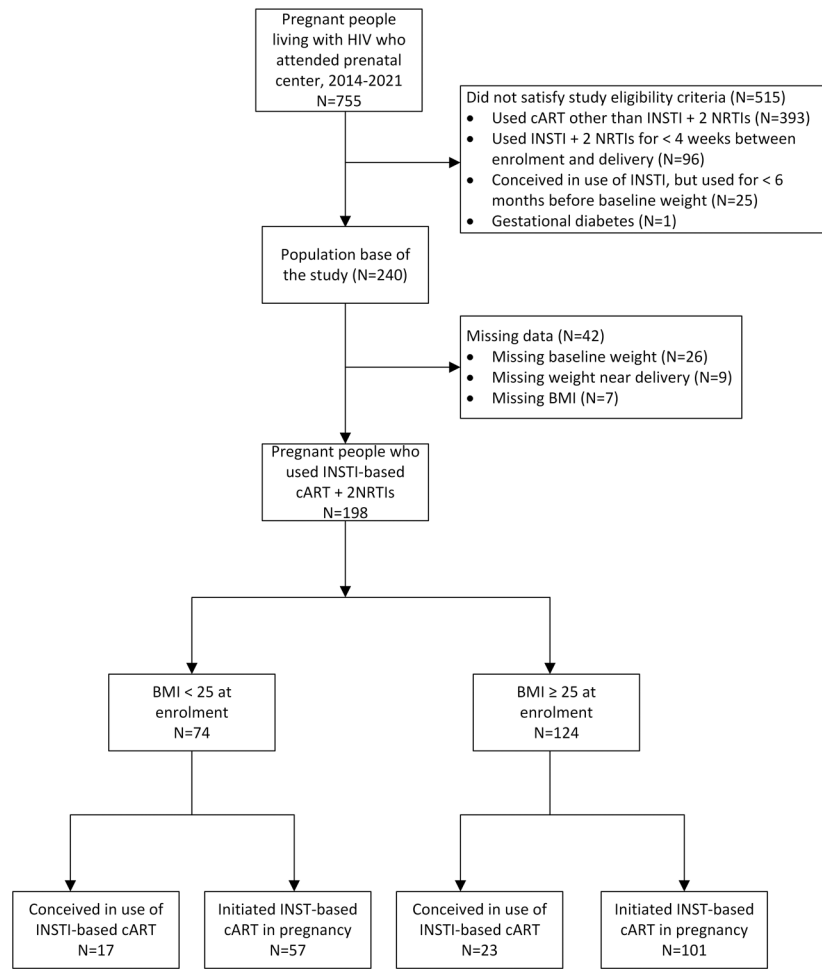 Pregnant people
living with HIV who
attended prenatal
center, 2014-2021
N=755
Did not satisfy study eligibility criteria (N=515)
• Used cART other than INSTI + 2 NRTIs (N=393)
• Used INSTI + 2 NRTIs for < 4 weeks between
enrolment and delivery (N=96)
• Conceived in use of INSTI, but used for < 6
months before baseline weight (N=25)
• Gestational diabetes (N=1)
Population base of
the study (N=240)
Missing data (N=42)
• Missing baseline weight (N=26)
• Missing weight near delivery (N=9)
• Missing BMI (N=7)
Pregnant people who
used INSTI-based
cART + 2NRTIs
N=198
BMI < 25 at
enrolment
N=74
BMI ≥ 25 at
enrolment
N=124
Conceived in use of
INSTI-based cART
N=17
Initiated INST-based
cART in pregnancy
N=57
Conceived in use of
INSTI-based cART
N=23
Initiated INST-based
cART in pregnancy
N=101